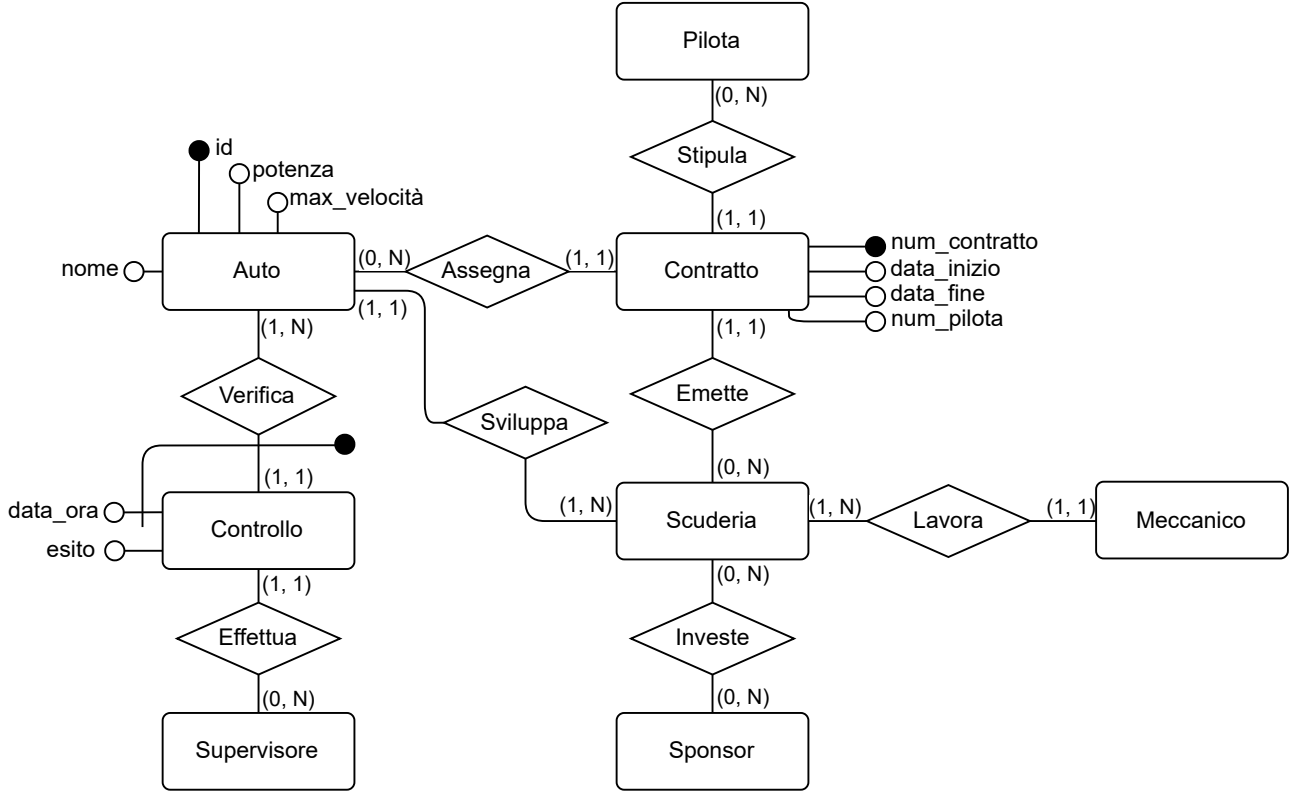 Pilota
(0, N)
Stipula
(1, 1)
id
potenza
max_velocità
nome
Auto
(0, N)
Assegna
(1, 1)
Contratto
num_contratto
data_inizio
data_fine
num_pilota
(1, 1)
(1, N)
(1, 1)
Verifica
Emette
Sviluppa
(1, 1)
(0, N)
data_ora
esito
Controllo
(1, N)
Scuderia
(1, N)
Lavora
(1, 1)
Meccanico
(1, 1)
(0, N)
Effettua
Investe
(0, N)
(0, N)
Supervisore
Sponsor